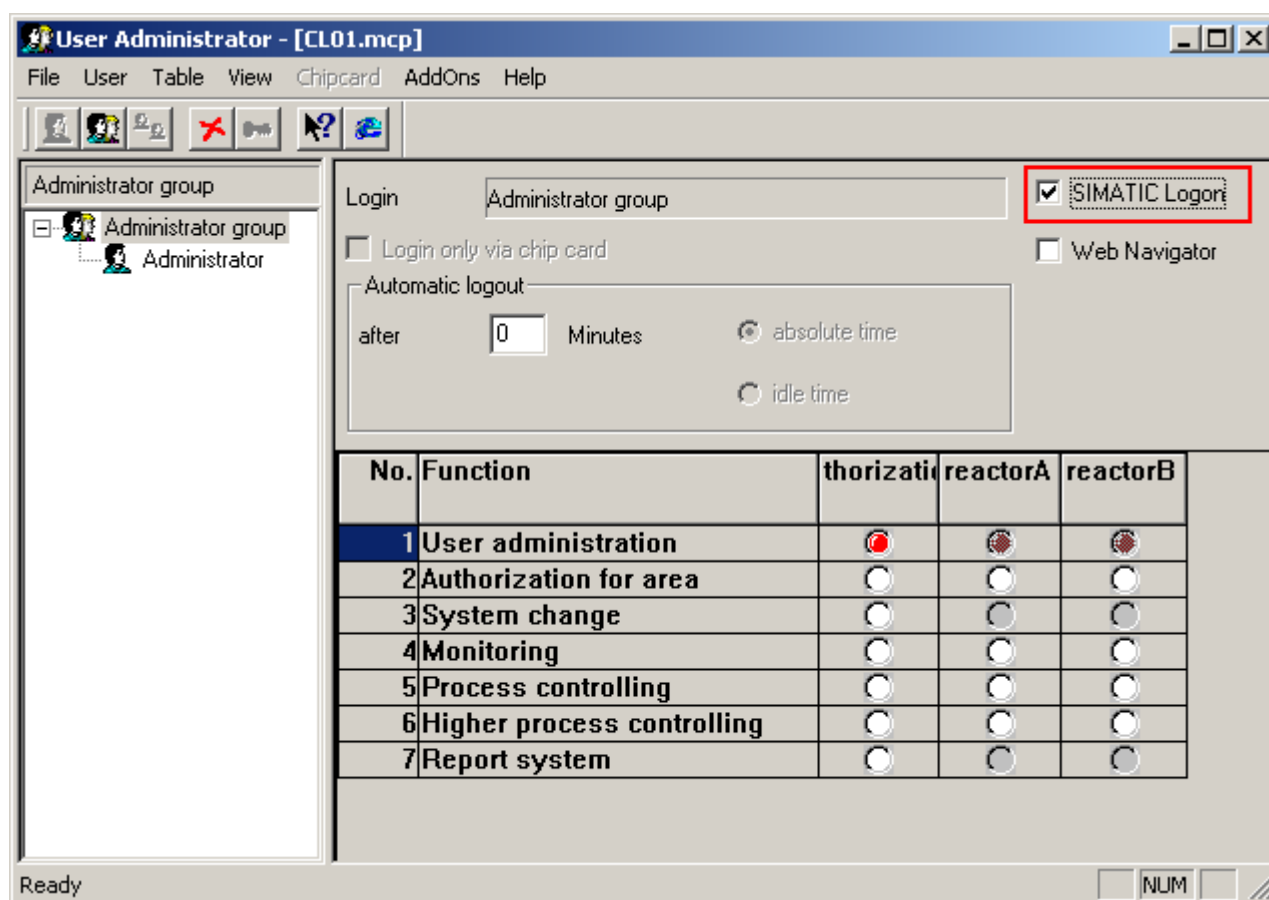 User Administrator - [CL01.mcp]
File User Table View Chipcard AddOns Help
Administrator group
Administrator group
Administrator
Login Administrator group
SIMATIC Logon
Login only via chip card
Web Navigator
Automatic logout
after 0 Minutes absolute time
idle time
No. Function thorizati reactorA reactorB
1 User administration
2 Authorization for area
3 System change
4 Monitoring
5 Process controlling
6 Higher process controlling
7 Report system
Ready NUM